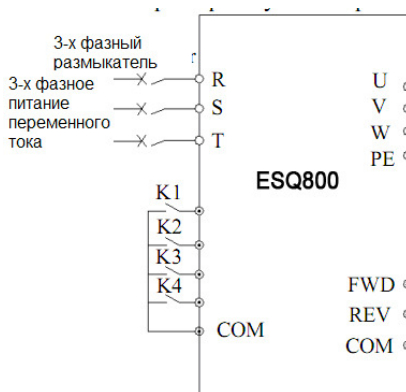 3-х фазный
размыкатель
3-х фазное
питание
переменного
тока
R
S
T
K1
K2
K3
K4
COM
ESQ800
U
V
W
PE
FWD
REV
COM